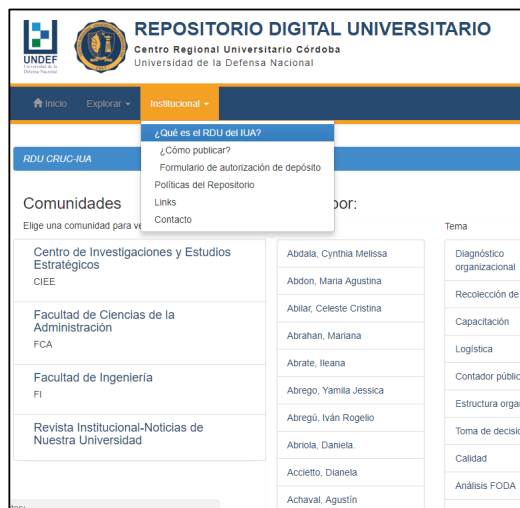 REPOSITORIO DIGITAL UNIVERSITARIO
Centro Regional Universitario Córdoba
Universidad de la Defensa Nacional
UNDEF
Universidad de la
Defensa Nacional
Inicio
Explorar
Institucional
¿Qué es el RDU del IUA?
¿Cómo publicar?
Formulario de autorización de depósito
Políticas del Repositorio
Links
Contacto
RDU CRUC-IUA
Comunidades
Elige una comunidad para
Centro de Investigaciones y Estudios
Estratégicos
CIEE
Facultad de Ciencias de la
Administración
FCA
Facultad de Ingeniería
FI
Revista Institucional-Noticias de
Nuestra Universidad
por:
Abdala, Cynthia Melissa
Abdon, Maria Agustina
Abilar, Celeste Cristina
Abrahan, Mariana
Abrate, Ileana
Abrego, Yamila Jessica
Abregú, Iván Rogelio
Abriola, Daniela.
Accietto, Dianela
Achaval, Agustín
Tema
Diagnóstico
organizacional
Recolección de
Capacitación
Logística
Contador públic
Estructura orga
Toma de decisio
Calidad
Análisis FODA